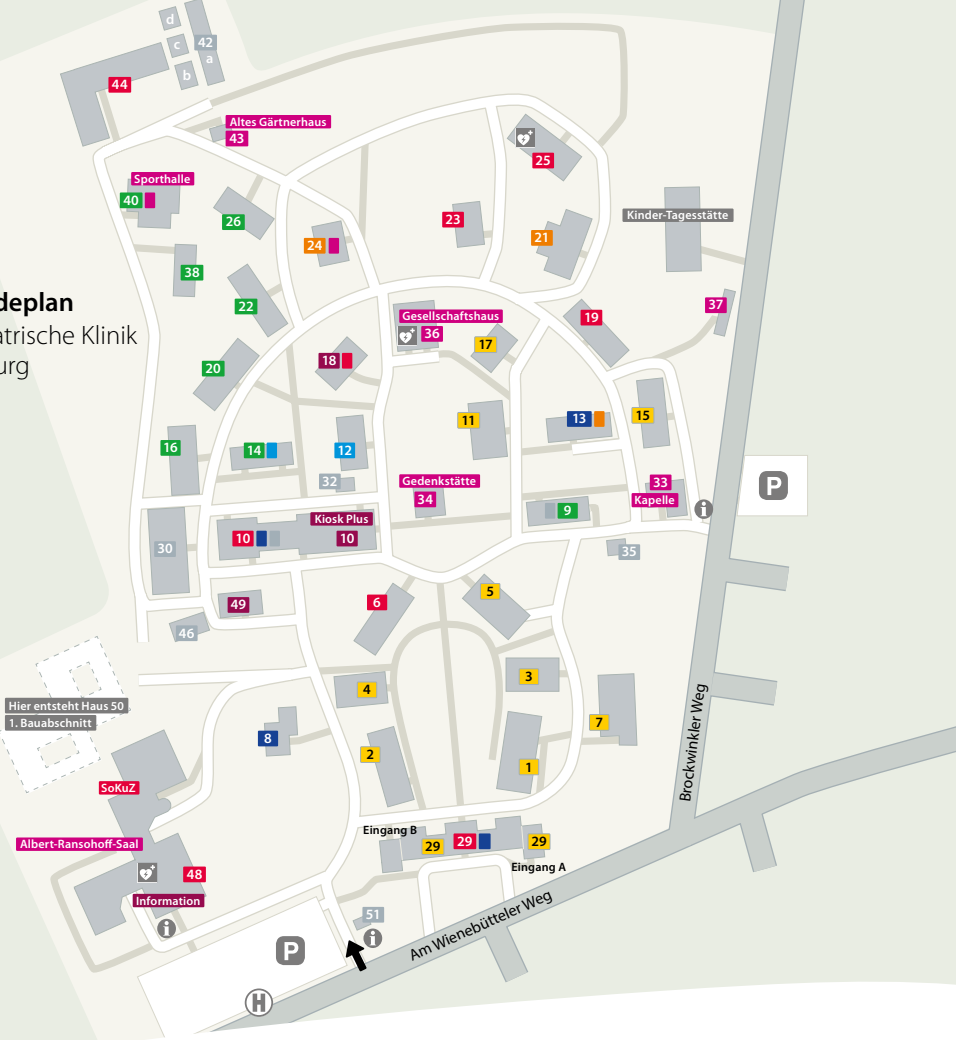 d
c
42
a
b
44
Altes Gärtnerhaus
43
25
Sporthalle
40
26
23
Kinder-Tagesstätte
24
21
38
deplan
22
37
atrische Klinik
Gesellschaftshaus
36
19
17
urg
20
18
11
13
15
16
14
12
32
Gedenkstätte
34
33
Kapelle
P
i
9
Kiosk Plus
10
10
30
35
5
6
49
46
3
4
Hier entsteht Haus 50
1. Bauabschnitt
7
8
2
1
Brockwinkler Weg
SoKuZ
Eingang B
29
29
29
Albert-Ransohoff-Saal
Eingang A
48
Information
i
51
i
Am Wienebütteler Weg
P
H